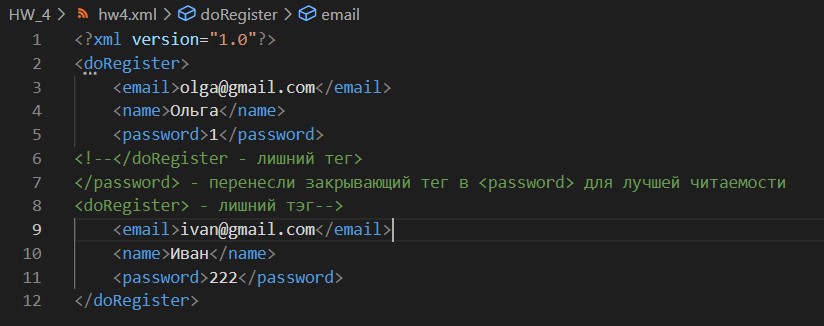 HW_4 > hw4.xml > doRegister > email
1 <?xml version="1.0"?>
2 <doRegister>
3 <email>olga@gmail.com</email>
4 <name>Ольга</name>
5 <password>1</password>
6 <!--</doRegister - лишний тег>
7 </password> - перенесли закрывающий тег в <password> для лучшей читаемости
8 <doRegister> - лишний тэг-->
9 <email>ivan@gmail.com</email>
10 <name>Иван</name>
11 <password>222</password>
12 </doRegister>